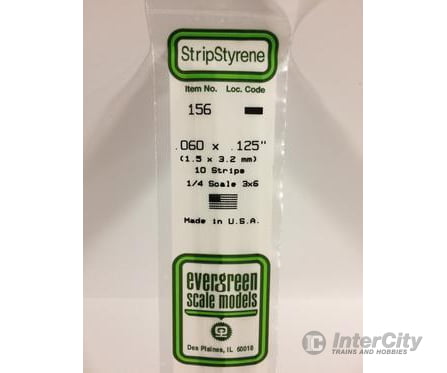 StripStyrene
Item No. Loc. Code
156
.060 x .125"
(1.5 x 3.2 mm)
10 Strips
1/4 Scale 3x6
Made in U.S.A.
evergreen
scale models
Des Plaines, IL 60018
InterCity
TRAINS AND HOBBIES